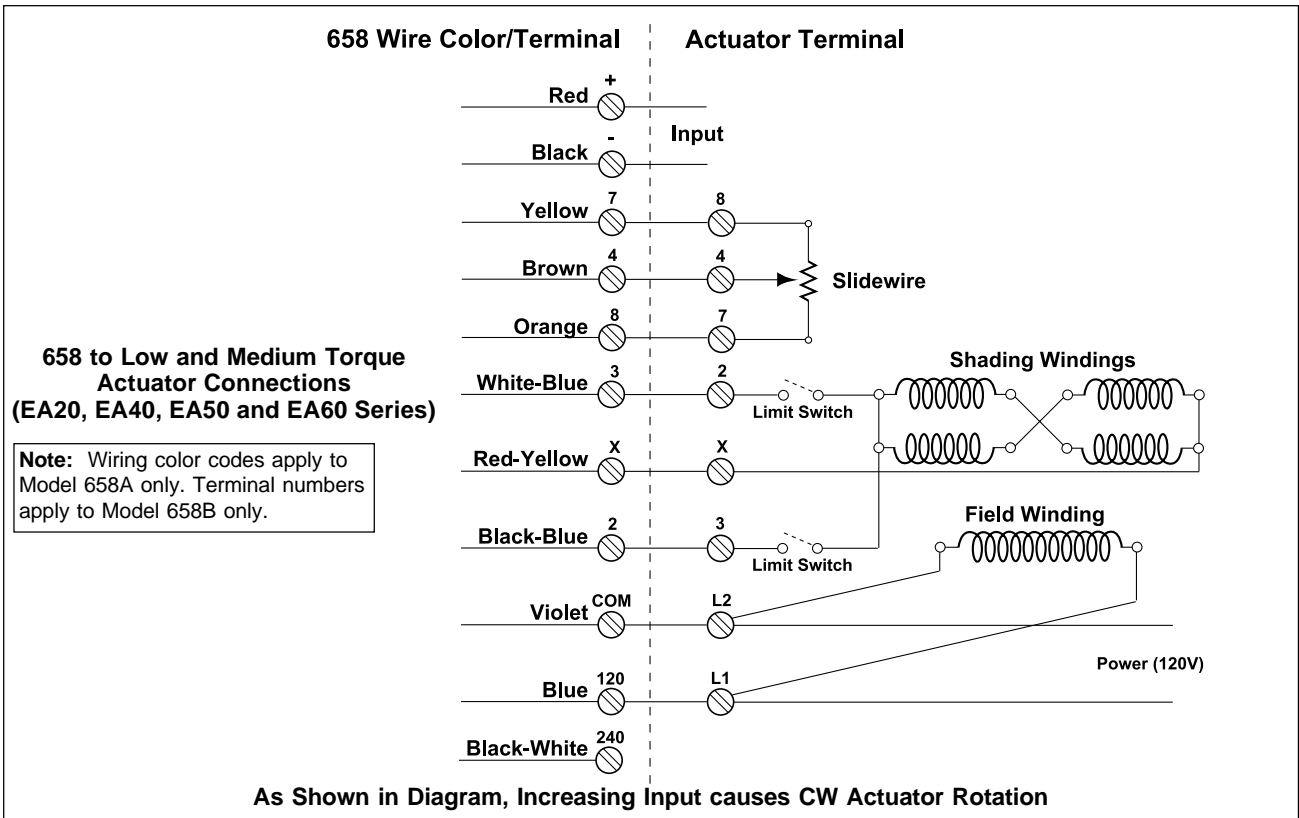 658 Wire Color/Terminal Actuator Terminal
+
Red
-
Input
Black
7 8
Yellow
4 4
Brown
Slidewire
8 7
Orange
658 to Low and Medium Torque
Actuator Connections
(EA20, EA40, EA50 and EA60 Series)
Shading Windings
3 2
White-Blue
Limit Switch
Note: Wiring color codes apply to
Model 658A only. Terminal numbers
apply to Model 658B only.
X X
Red-Yellow
Field Winding
2 3
Black-Blue
Limit Switch
COM L2
Violet
Power (120V)
120 L1
Blue
240
Black-White
As Shown in Diagram, Increasing Input causes CW Actuator Rotation